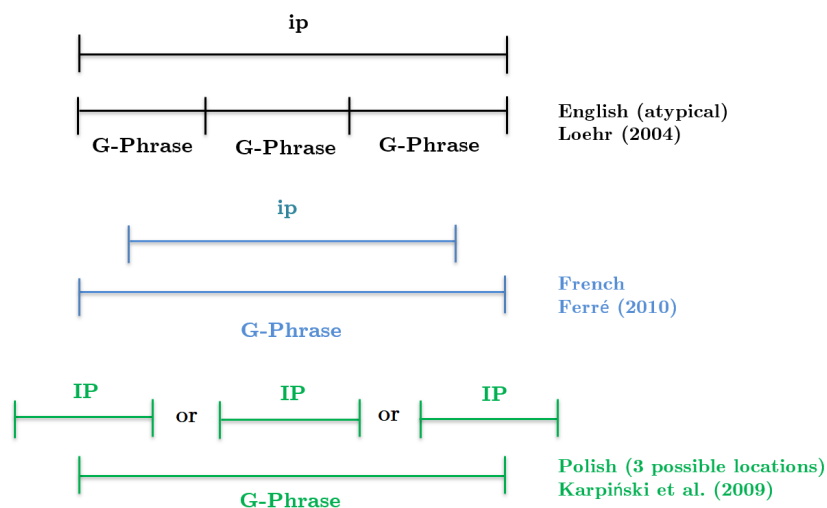 ip
English (atypical)
Loehr (2004)
G-Phrase G-Phrase G-Phrase
ip
French
Ferré (2010)
G-Phrase
IP or IP or IP
Polish (3 possible locations)
Karpiński et al. (2009)
G-Phrase